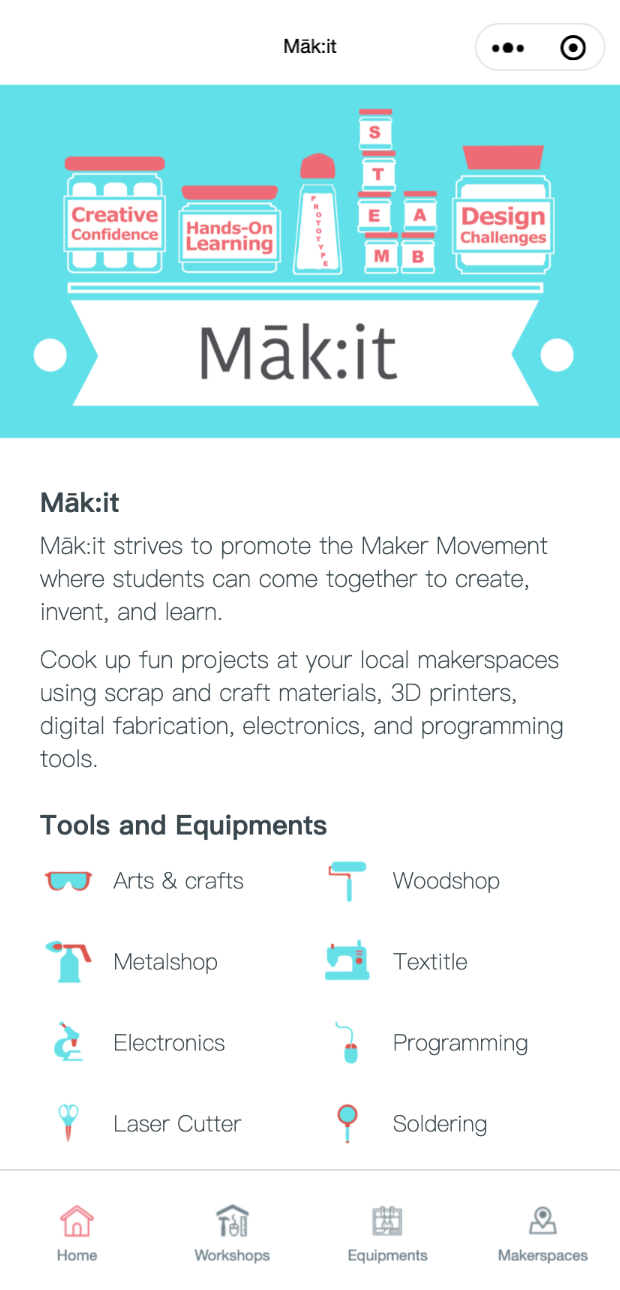 Māk:it
S
T
E A
M B
Creative
Confidence
Hands-On
Learning
PROTOTYPE
Design
Challenges
Māk:it
Māk:it
Māk:it strives to promote the Maker Movement
where students can come together to create,
invent, and learn.
Cook up fun projects at your local makerspaces
using scrap and craft materials, 3D printers,
digital fabrication, electronics, and programming
tools.
Tools and Equipments
Arts & crafts
Woodshop
Metalshop
Textitle
Electronics
Programming
Laser Cutter
Soldering
Home
Workshops
Equipments
Makerspaces